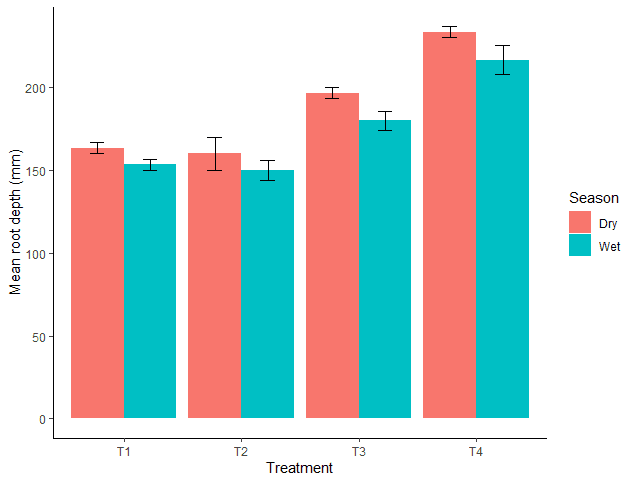 Mean root depth (mm)
200
150
100
50
0
T1 T2 T3 T4
Treatment
Season
Dry
Wet